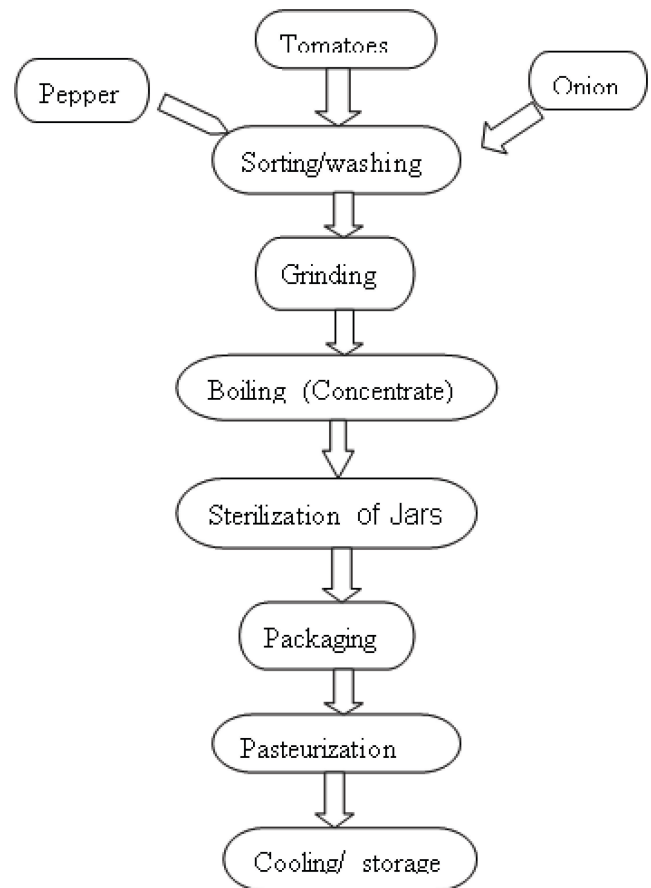 Tomatoes
Pepper
Onion
Sorting/washing
Grinding
Boiling (Concentrate)
Sterilization of Jars
Packaging
Pasteurization
Cooling/ storage